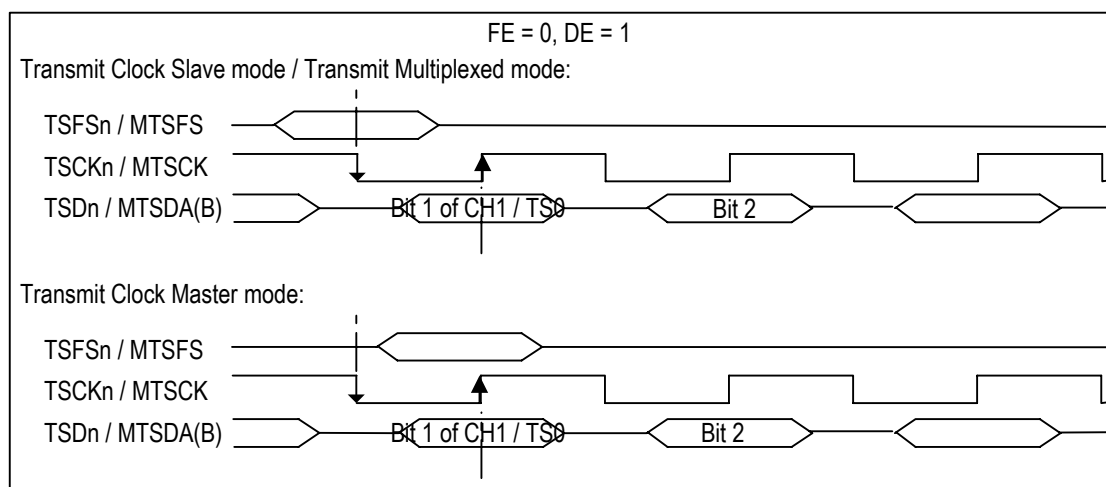 FE = 0, DE = 1
Transmit Clock Slave mode / Transmit Multiplexed mode:
TSFSn / MTSFS
TSCKn / MTSCK
TSDn / MTSDA(B)
Bit 1 of CH1 / TS0
Bit 2
Transmit Clock Master mode:
TSFSn / MTSFS
TSCKn / MTSCK
TSDn / MTSDA(B)
Bit 1 of CH1 / TS0
Bit 2